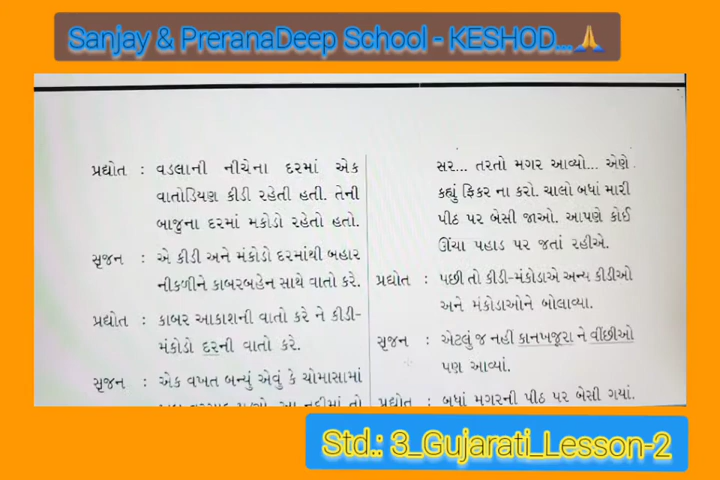 Sanjay & PreranaDeep School - KESHOD...🙏
પ્રદ્યોત : વડલાની નીચેના દરમાં એક
વાતોડિયણ કીડી રહેતી હતી. તેની
બાજુના દરમાં મકોડો રહેતો હતો.
સૃજન : એ કીડી અને મંકોડો દરમાંથી બહાર
નીકળીને કાબરબહેન સાથે વાતો કરે.
પ્રદ્યોત : કાબર આકાશની વાતો કરે ને કીડી-
મંકોડો દરની વાતો કરે.
સૃજન : એક વખત બન્યું એવું કે ચોમાસામાં
સર... તરતો મગર આવ્યો... એણે
કહ્યું ફિકર ના કરો. ચાલો બધાં મારી
પીઠ પર બેસી જાઓ. આપણે કોઈ
ઊંચા પહાડ પર જતાં રહીએ.
પ્રદ્યોત : પછી તો કીડી-મંકોડાએ અન્ય કીડીઓ
અને મંકોડાઓને બોલાવ્યા.
સૃજન : એટલું જ નહીં કાનખજૂરા ને વીંછીઓ
પણ આવ્યાં.
પ્રદ્યોત : બધાં મગરની પીઠ પર બેસી ગયાં.
Std.: 3_Gujarati_Lesson-2